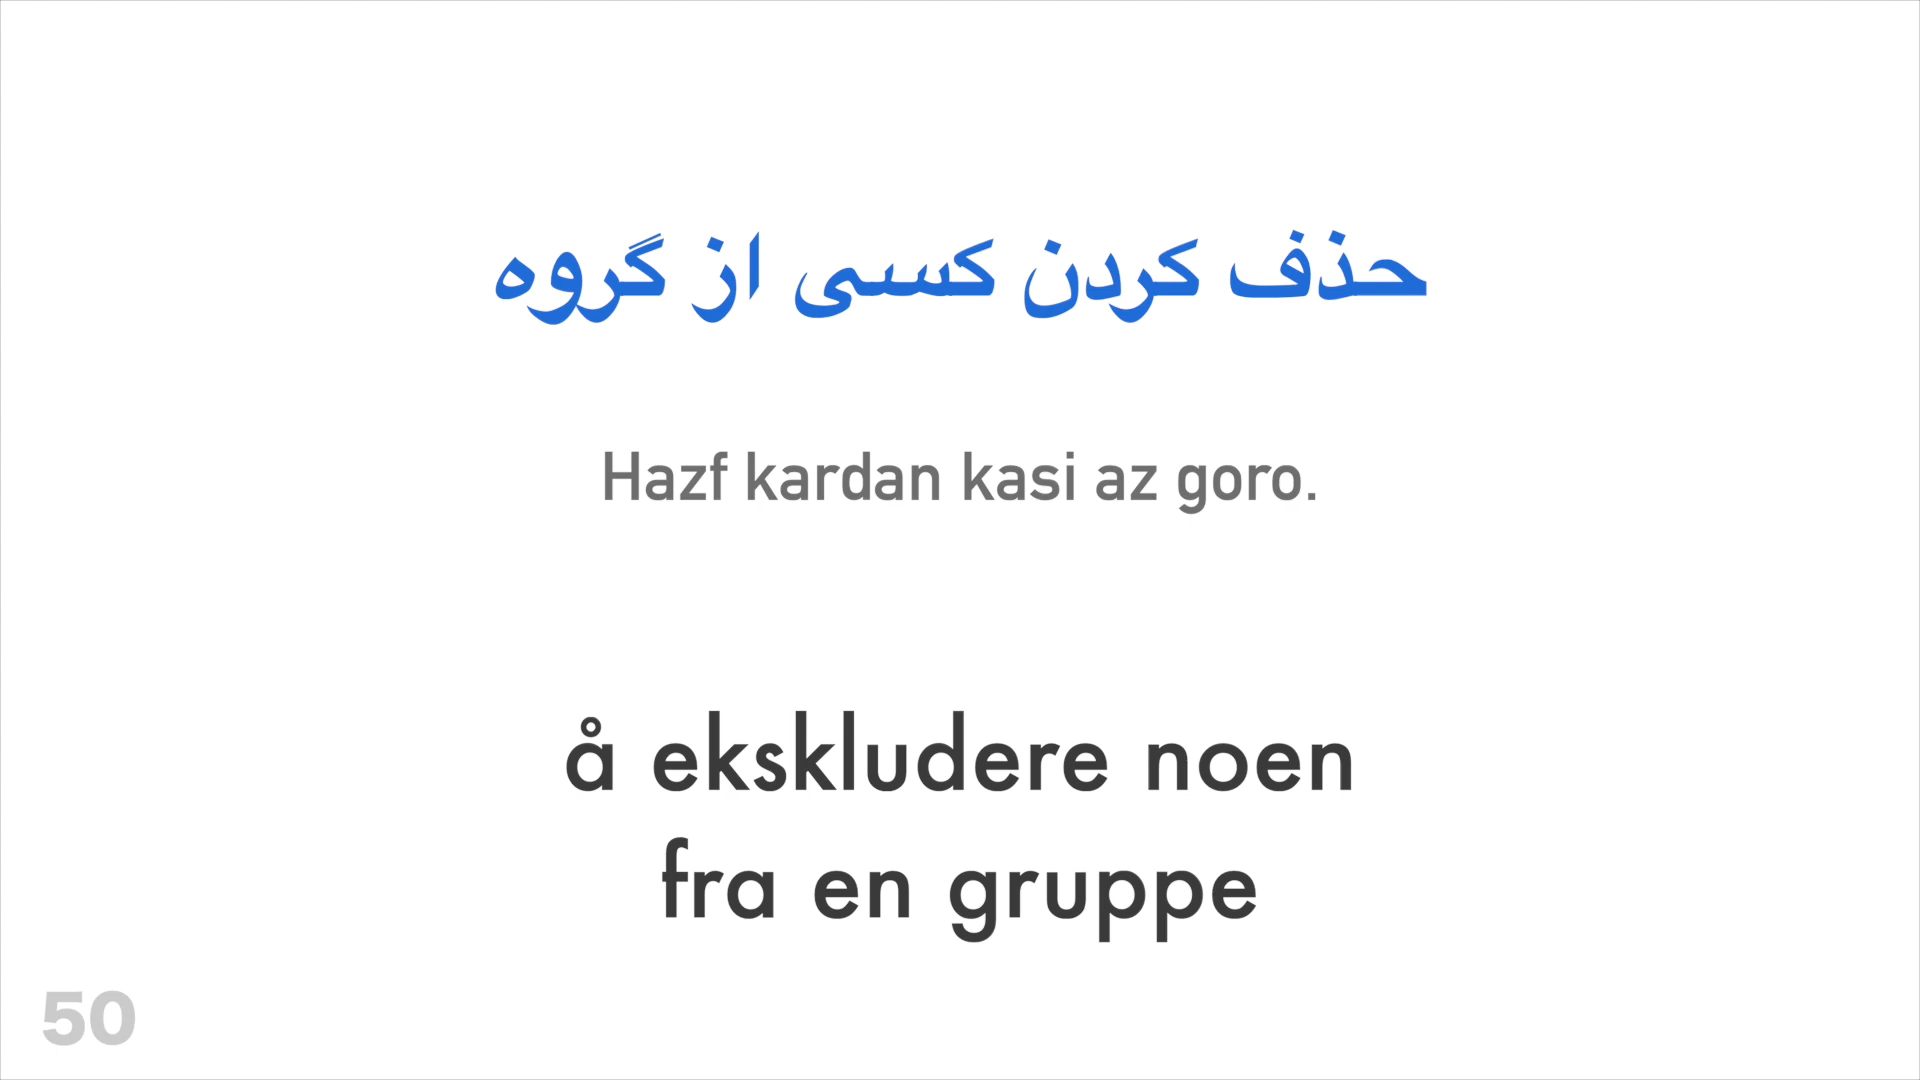 حذف کردن کسی از گروه
Hazf kardan kasi az goro.
å ekskludere noen
fra en gruppe
50